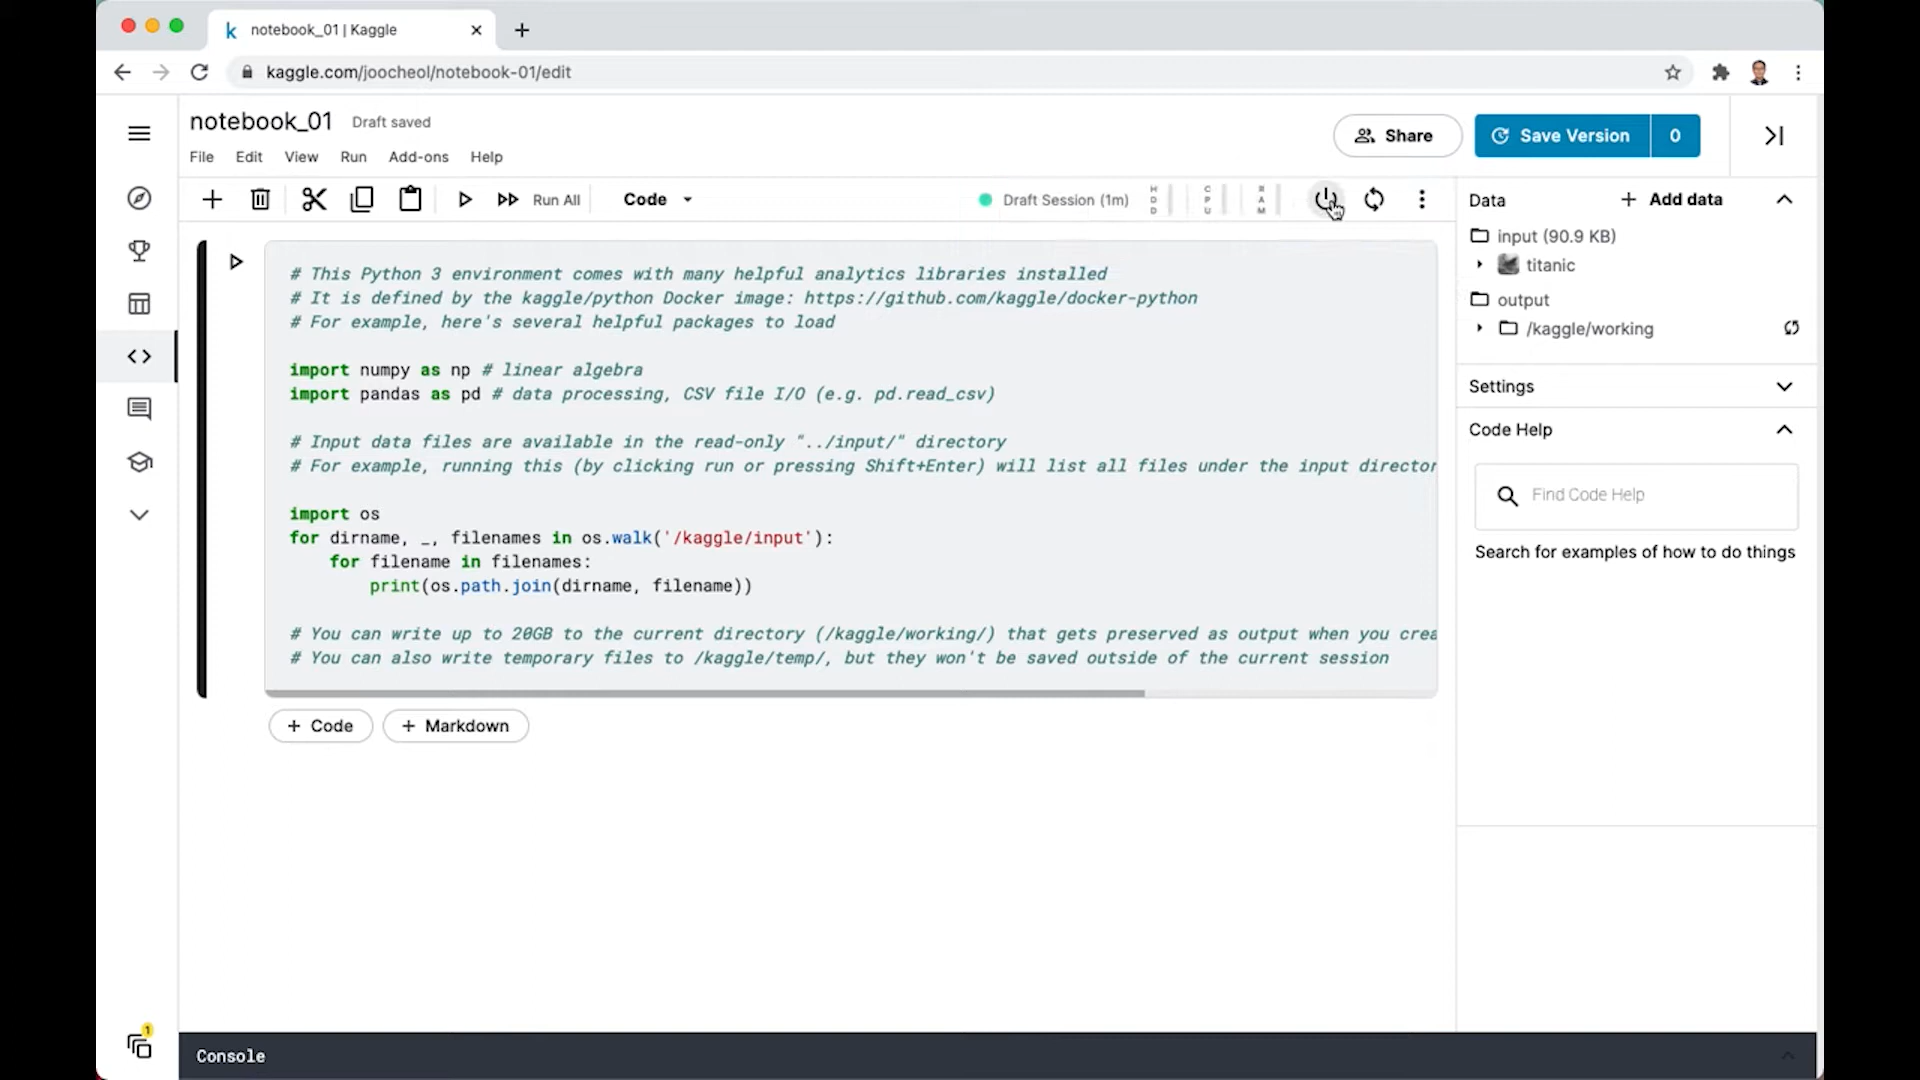 notebook_01 | Kaggle
kaggle.com/joocheol/notebook-01/edit
notebook_01 Draft saved
File Edit View Run Add-ons Help
Share
Save Version 0
Run All
Code
Draft Session (1m)
HDD
CPU
RAM
Data
Add data
input (90.9 KB)
titanic
output
/kaggle/working
Settings
Code Help
Find Code Help
Search for examples of how to do things
# This Python 3 environment comes with many helpful analytics libraries installed
# It is defined by the kaggle/python Docker image: https://github.com/kaggle/docker-python
# For example, here's several helpful packages to load
import numpy as np # linear algebra
import pandas as pd # data processing, CSV file I/O (e.g. pd.read_csv)
# Input data files are available in the read-only "../input/" directory
# For example, running this (by clicking run or pressing Shift+Enter) will list all files under the input director
import os
for dirname, _, filenames in os.walk('/kaggle/input'):
    for filename in filenames:
        print(os.path.join(dirname, filename))
# You can write up to 20GB to the current directory (/kaggle/working/) that gets preserved as output when you crea
# You can also write temporary files to /kaggle/temp/, but they won't be saved outside of the current session
+ Code
+ Markdown
1
Console